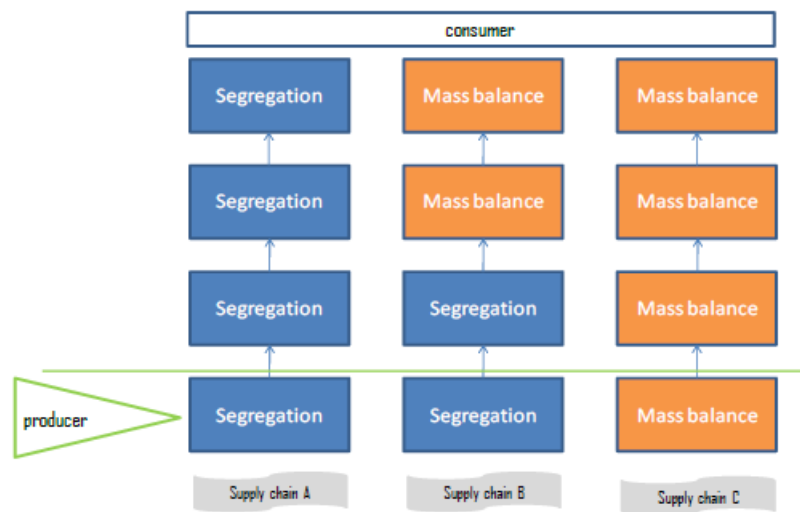 consumer
Segregation Mass balance Mass balance
Segregation Mass balance Mass balance
Segregation Segregation Mass balance
producer Segregation Segregation Mass balance
Supply chain A Supply chain B Supply chain C